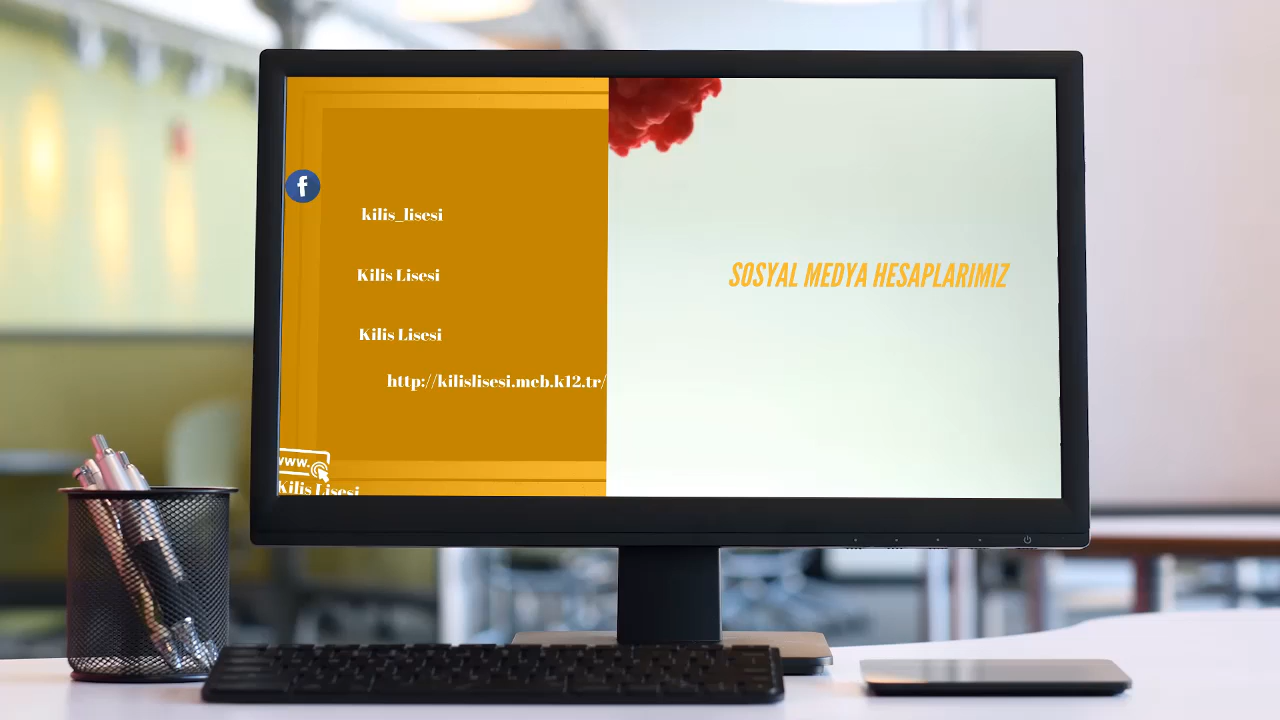 kilis_lisesi
Kilis Lisesi
Kilis Lisesi
http://kilislisesi.meb.k12.tr/
www.
Kilis Lisesi
SOSYAL MEDYA HESAPLARIMIZ